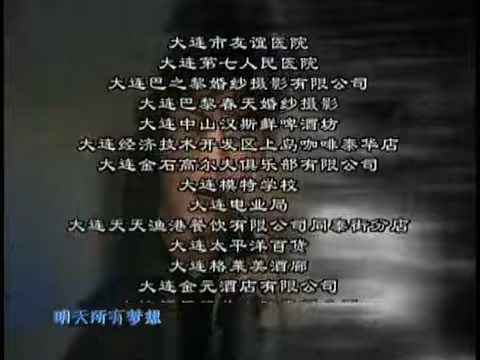 大连市友谊医院
大连第七人民医院
大连巴之黎婚纱摄影有限公司
大连巴黎春天婚纱摄影
大连中山汉斯鲜啤酒坊
大连经济技术开发区上岛咖啡泰华店
大连金石高尔夫俱乐部有限公司
大连模特学校
大连电业局
大连天天渔港餐饮有限公司同泰街分店
大连太平洋百货
大连格莱美酒廊
大连金元酒店有限公司
明天所有梦想